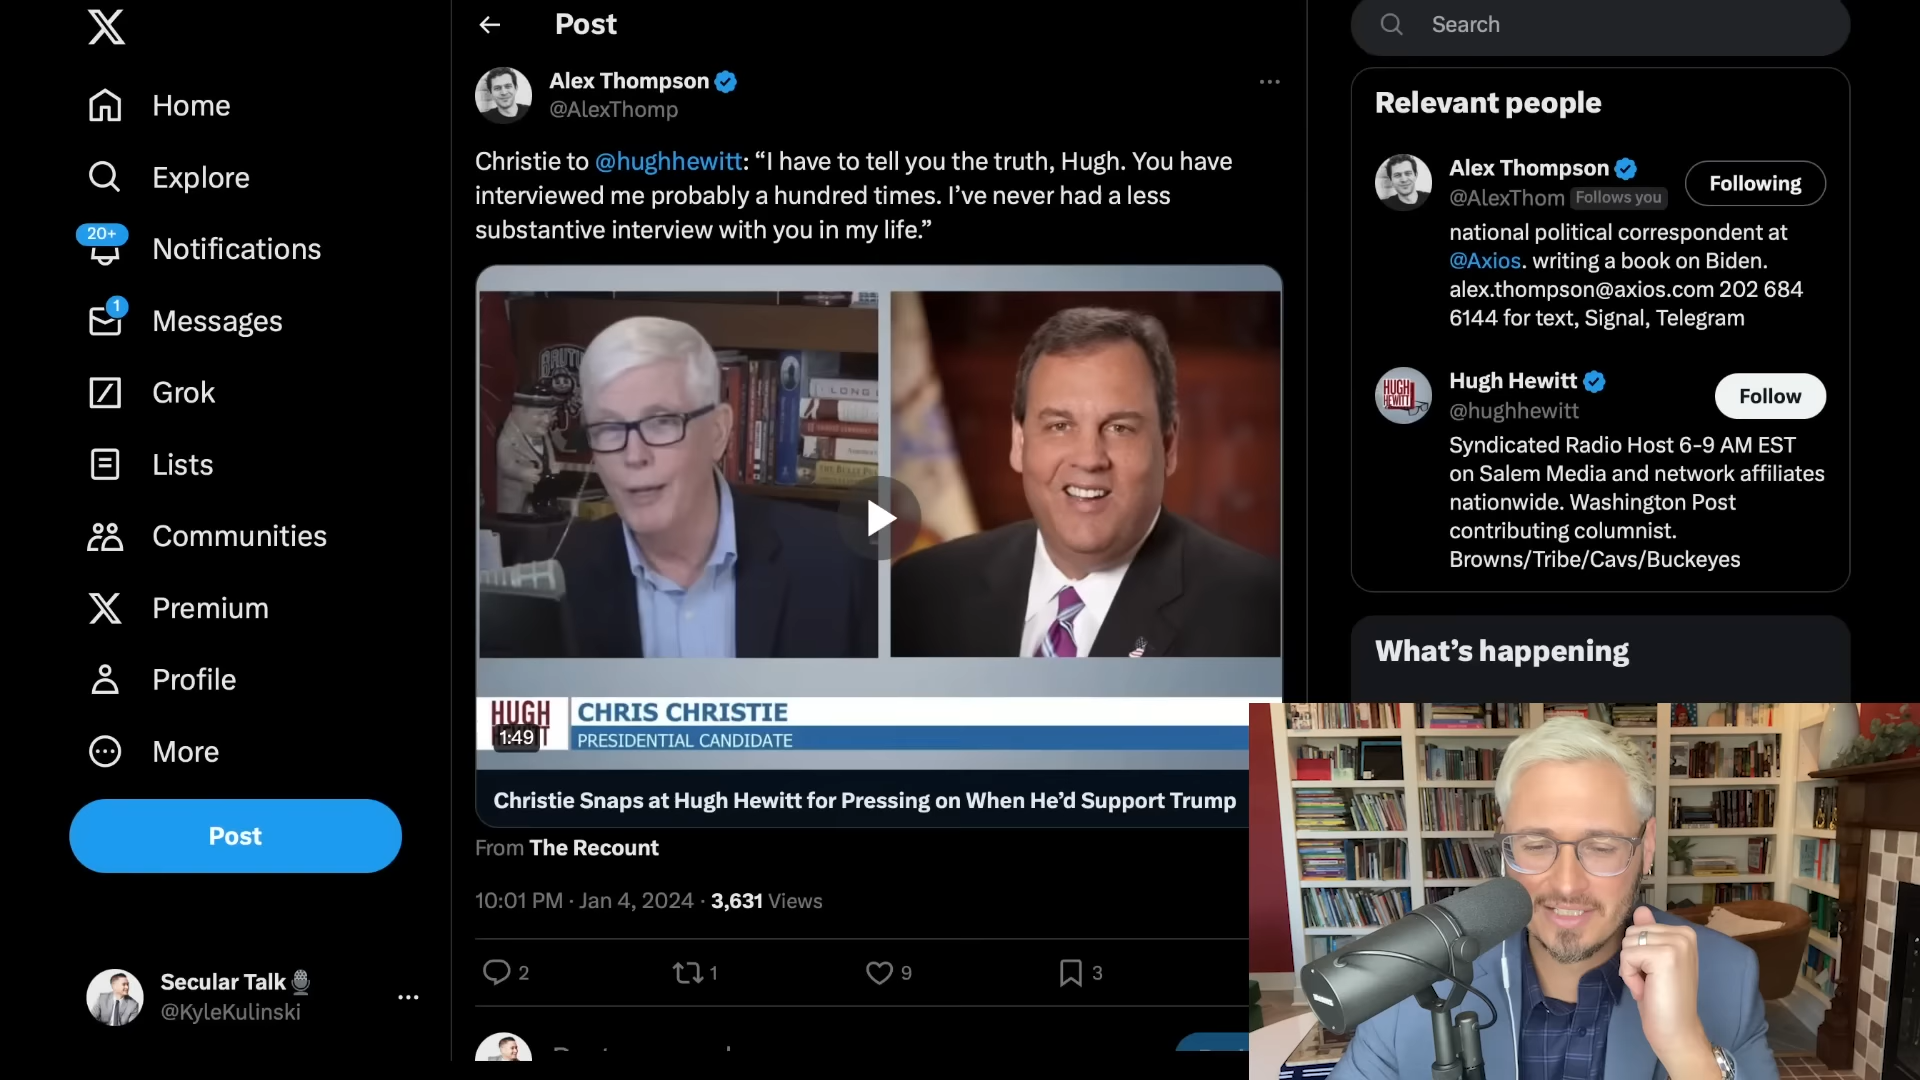 Home
Explore
20+
Notifications
1
Messages
Grok
Lists
Communities
Premium
Profile
More
Post
Secular Talk
@KyleKulinski
Post
Alex Thompson
@AlexThomp
Christie to @hughhewitt: “I have to tell you the truth, Hugh. You have
interviewed me probably a hundred times. I’ve never had a less
substantive interview with you in my life.”
HUGH
1:49
CHRIS CHRISTIE
PRESIDENTIAL CANDIDATE
Christie Snaps at Hugh Hewitt for Pressing on When He’d Support Trump
From The Recount
10:01 PM · Jan 4, 2024 · 3,631 Views
2
1
9
3
Search
Relevant people
Alex Thompson
@AlexThom Follows you
Following
national political correspondent at
@Axios. writing a book on Biden.
alex.thompson@axios.com 202 684
6144 for text, Signal, Telegram
HUGH
HEWITT
Hugh Hewitt
@hughhewitt
Follow
Syndicated Radio Host 6-9 AM EST
on Salem Media and network affiliates
nationwide. Washington Post
contributing columnist.
Browns/Tribe/Cavs/Buckeyes
What’s happening